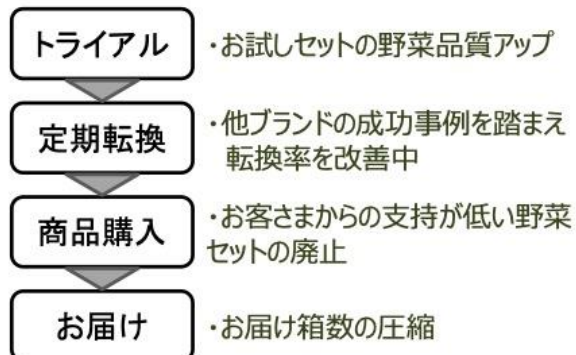 トライアル
・お試しセットの野菜品質アップ
定期転換
・他ブランドの成功事例を踏まえ
転換率を改善中
商品購入
・お客さまからの支持が低い野菜
セットの廃止
お届け
・お届け箱数の圧縮